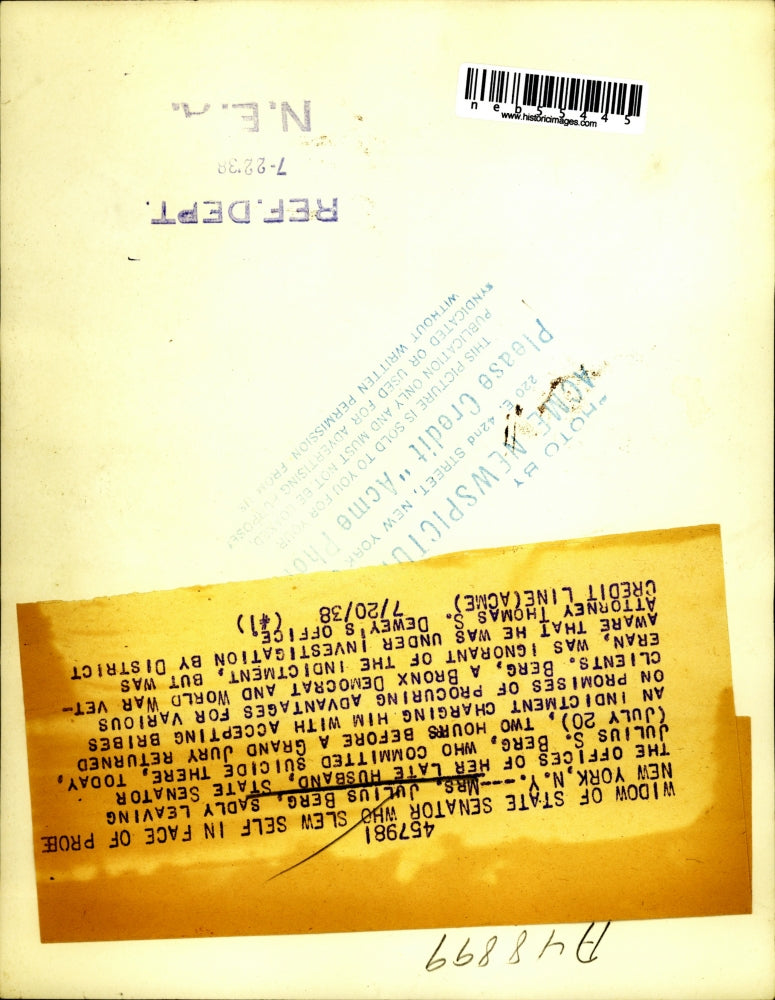 neb55445
www.historicimages.com
N.E.A.
7-22'38
REF.DEPT.
PHOTO BY
ACME NEWSPICTU
220 E. 42nd STREET, NEW YORK
Please Credit "Acme Pho
THIS PICTURE IS SOLD TO YOU FOR YOUR
PUBLICATION ONLY AND MUST NOT BE LOANED,
SYNDICATED OR USED FOR ADVERTISING PURPOSES
WITHOUT WRITTEN PERMISSION FROM US
A48899
457981
WIDOW OF STATE SENATOR WHO SLEW SELF IN FACE OF PROBE
NEW YORK, N.Y.---MRS. JULIUS BERG, SADLY LEAVING
THE OFFICES OF HER LATE HUSBAND, STATE SENATOR
JULIUS S. BERG, WHO COMMITTED SUICIDE THERE, TODAY,
(JULY 20), TWO HOURS BEFORE A GRAND JURY RETURNED
AN INDICTMENT CHARGING HIM WITH ACCEPTING BRIBES
ON PROMISES OF PROCURING ADVANTAGES FOR VARIOUS
CLIENTS. BERG, A BRONX DEMOCRAT AND WORLD WAR VET-
ERAN, WAS IGNORANT OF THE INDICTMENT, BUT WAS
AWARE THAT HE WAS UNDER INVESTIGATION BY DISTRICT
ATTORNEY THOMAS S. DEWEY'S OFFICE.
CREDIT LINE(ACME) 7/20/38 (#1)